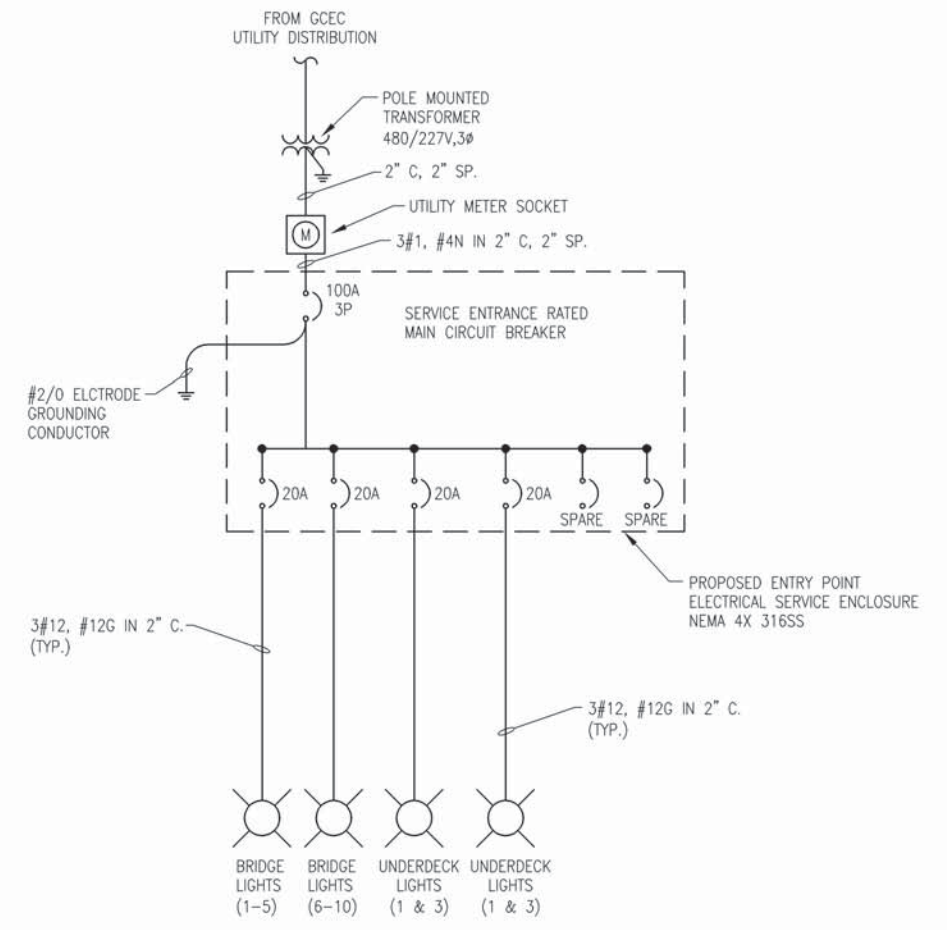 FROM GCEC
UTILITY DISTRIBUTION
POLE MOUNTED
TRANSFORMER
480/227V,3ø
2" C, 2" SP.
UTILITY METER SOCKET
M
3#1, #4N IN 2" C, 2" SP.
100A
3P
SERVICE ENTRANCE RATED
MAIN CIRCUIT BREAKER
#2/0 ELCTRODE
GROUNDING
CONDUCTOR
20A
20A
20A
20A
SPARE
SPARE
PROPOSED ENTRY POINT
ELECTRICAL SERVICE ENCLOSURE
NEMA 4X 316SS
3#12, #12G IN 2" C.
(TYP.)
3#12, #12G IN 2" C.
(TYP.)
BRIDGE
LIGHTS
(1-5)
BRIDGE
LIGHTS
(6-10)
UNDERDECK
LIGHTS
(1 & 3)
UNDERDECK
LIGHTS
(1 & 3)